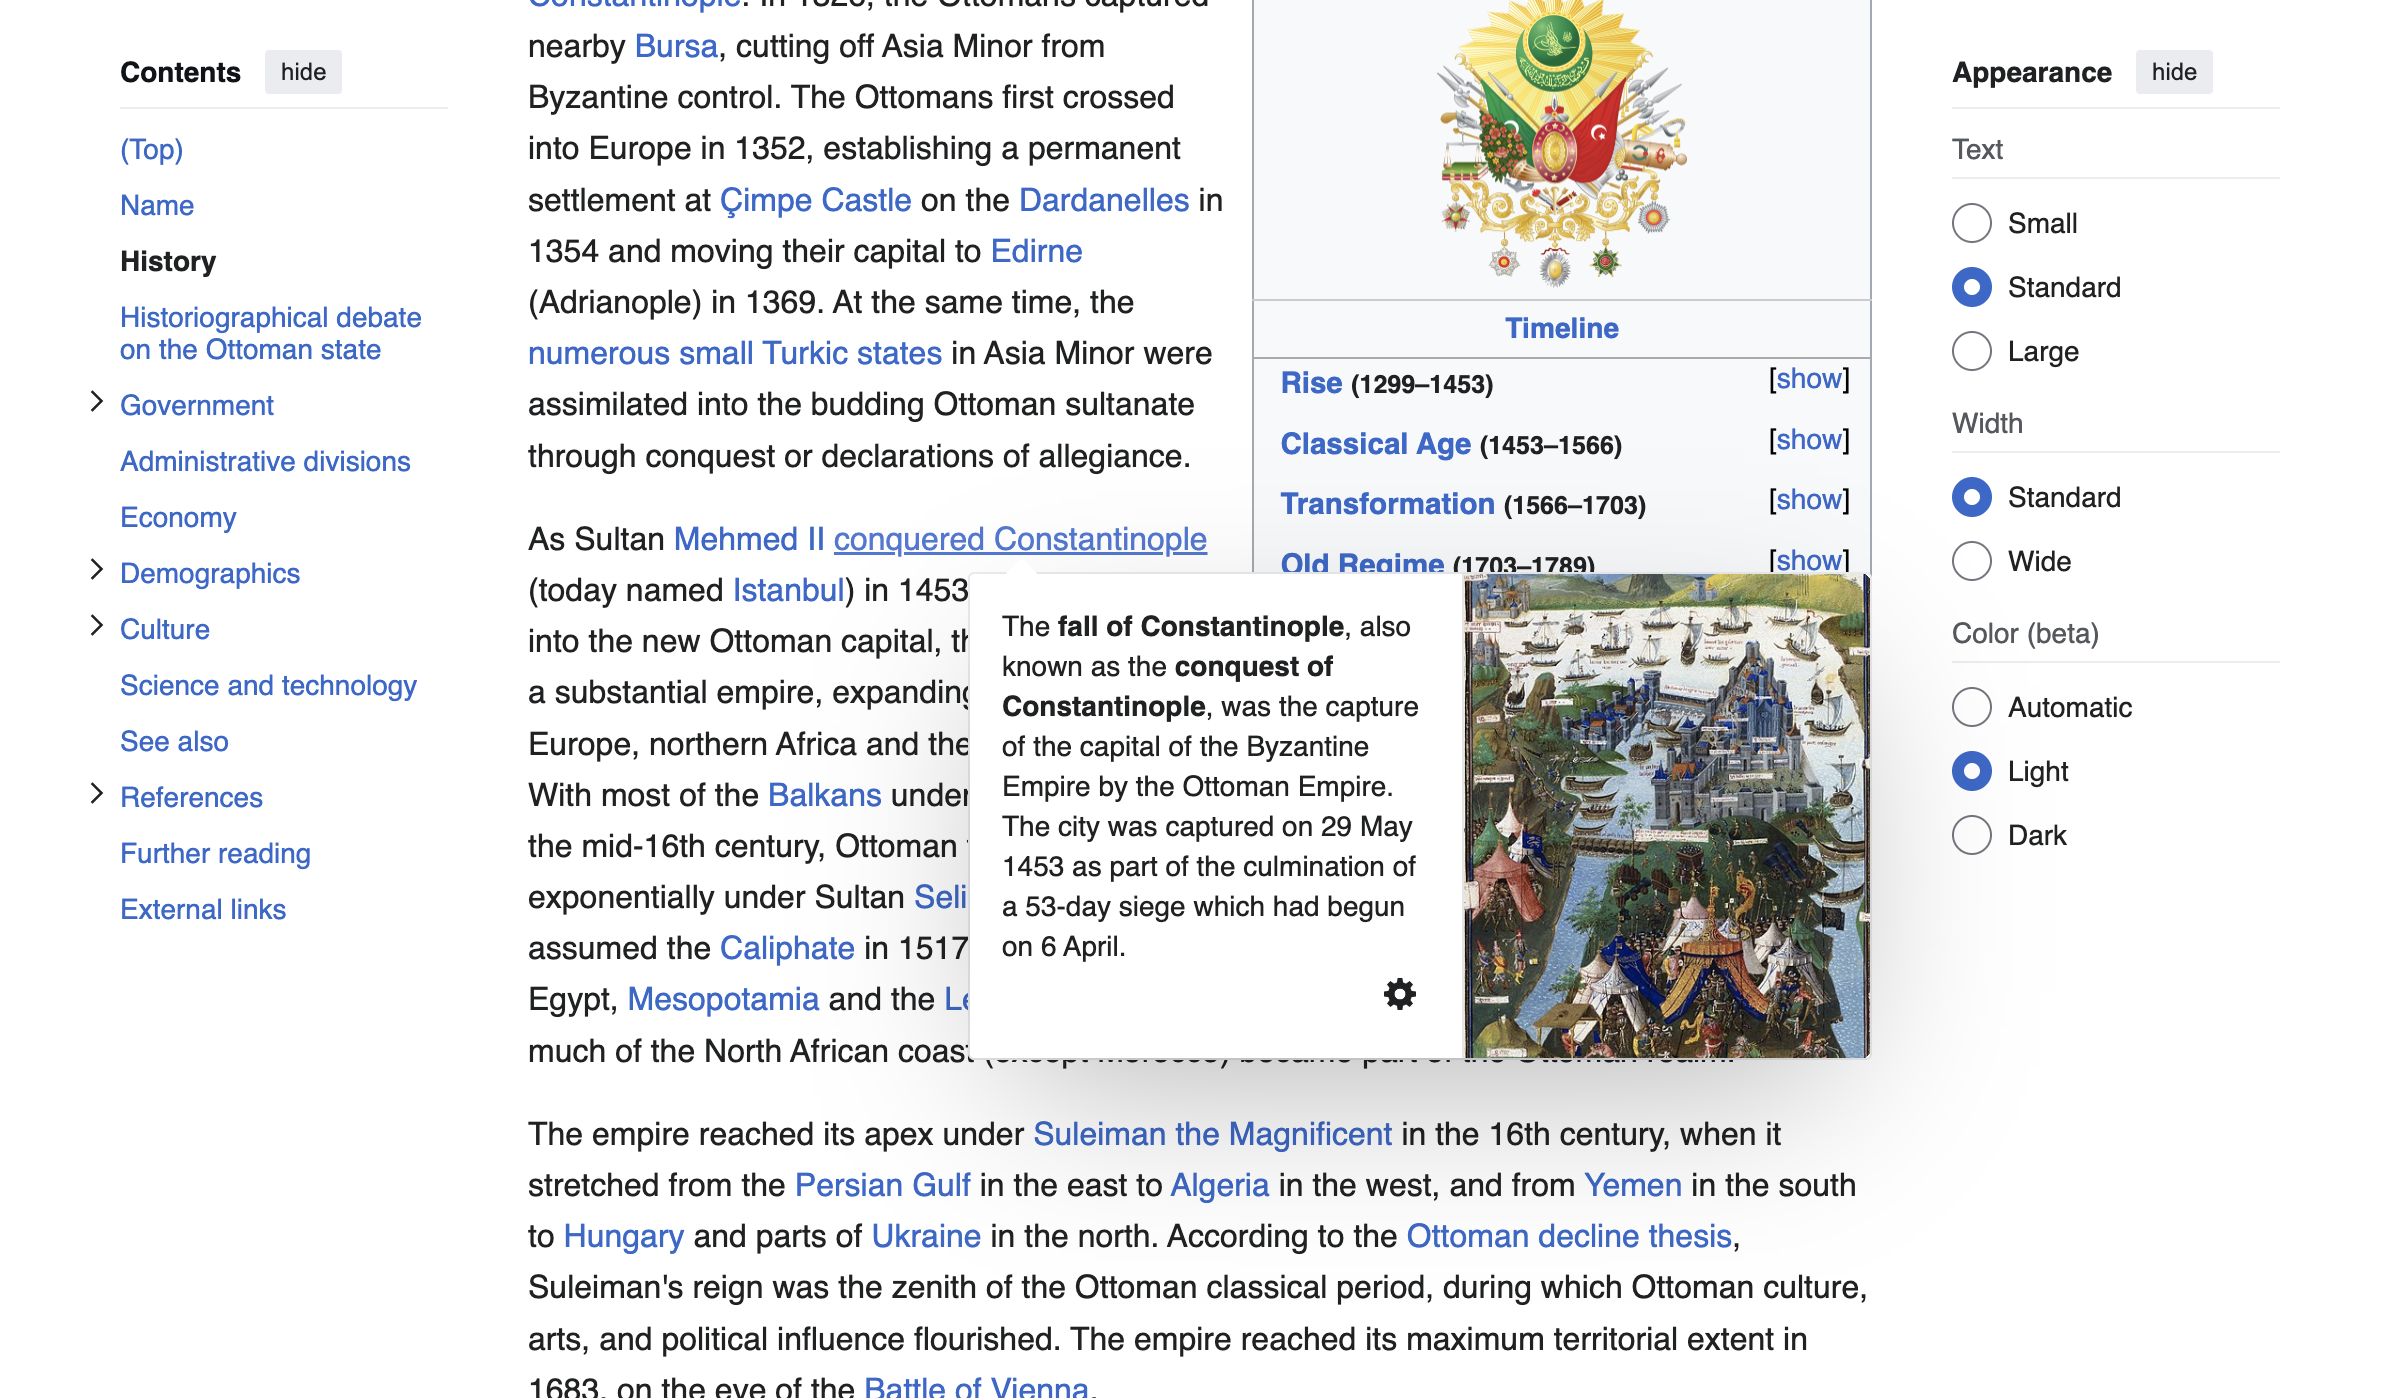 Contents hide
(Top)
Name
History
Historiographical debate
on the Ottoman state
Government
Administrative divisions
Economy
Demographics
Culture
Science and technology
See also
References
Further reading
External links
Constantinople. In 1326, the Ottomans captured
nearby Bursa, cutting off Asia Minor from
Byzantine control. The Ottomans first crossed
into Europe in 1352, establishing a permanent
settlement at Çimpe Castle on the Dardanelles in
1354 and moving their capital to Edirne
(Adrianople) in 1369. At the same time, the
numerous small Turkic states in Asia Minor were
assimilated into the budding Ottoman sultanate
through conquest or declarations of allegiance.
As Sultan Mehmed II conquered Constantinople
(today named Istanbul) in 1453
into the new Ottoman capital, th
a substantial empire, expanding
Europe, northern Africa and the
With most of the Balkans under
the mid-16th century, Ottoman
exponentially under Sultan Seli
assumed the Caliphate in 1517
Egypt, Mesopotamia and the Le
much of the North African coast (except Morocco) became part of the Ottoman realm.
The empire reached its apex under Suleiman the Magnificent in the 16th century, when it
stretched from the Persian Gulf in the east to Algeria in the west, and from Yemen in the south
to Hungary and parts of Ukraine in the north. According to the Ottoman decline thesis,
Suleiman's reign was the zenith of the Ottoman classical period, during which Ottoman culture,
arts, and political influence flourished. The empire reached its maximum territorial extent in
1683, on the eve of the Battle of Vienna.
Timeline
Rise (1299–1453) [show]
Classical Age (1453–1566) [show]
Transformation (1566–1703) [show]
Old Regime (1703–1789) [show]
The fall of Constantinople, also
known as the conquest of
Constantinople, was the capture
of the capital of the Byzantine
Empire by the Ottoman Empire.
The city was captured on 29 May
1453 as part of the culmination of
a 53-day siege which had begun
on 6 April.
Appearance hide
Text
Small
Standard
Large
Width
Standard
Wide
Color (beta)
Automatic
Light
Dark